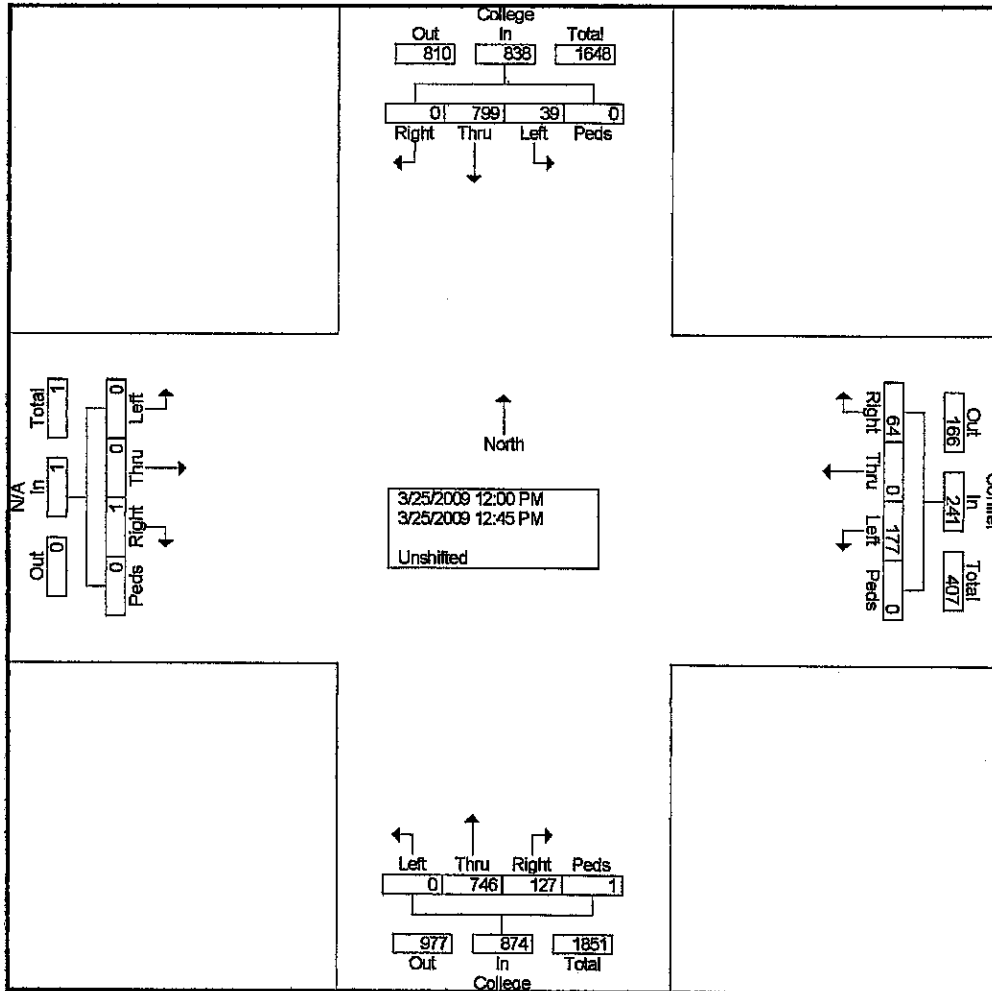 College
Out In Total
810 838 1648
0 799 39 0
Right Thru Left Peds
Total In Out
1 1 0
N/A
0 0 1 0
Left Thru Right Peds
North
3/25/2009 12:00 PM
3/25/2009 12:45 PM
Unshifted
Out In Total
166 241 407
64 0 177 0
Right Thru Left Peds
Left Thru Right Peds
0 746 127 1
977 874 1851
Out In Total
College